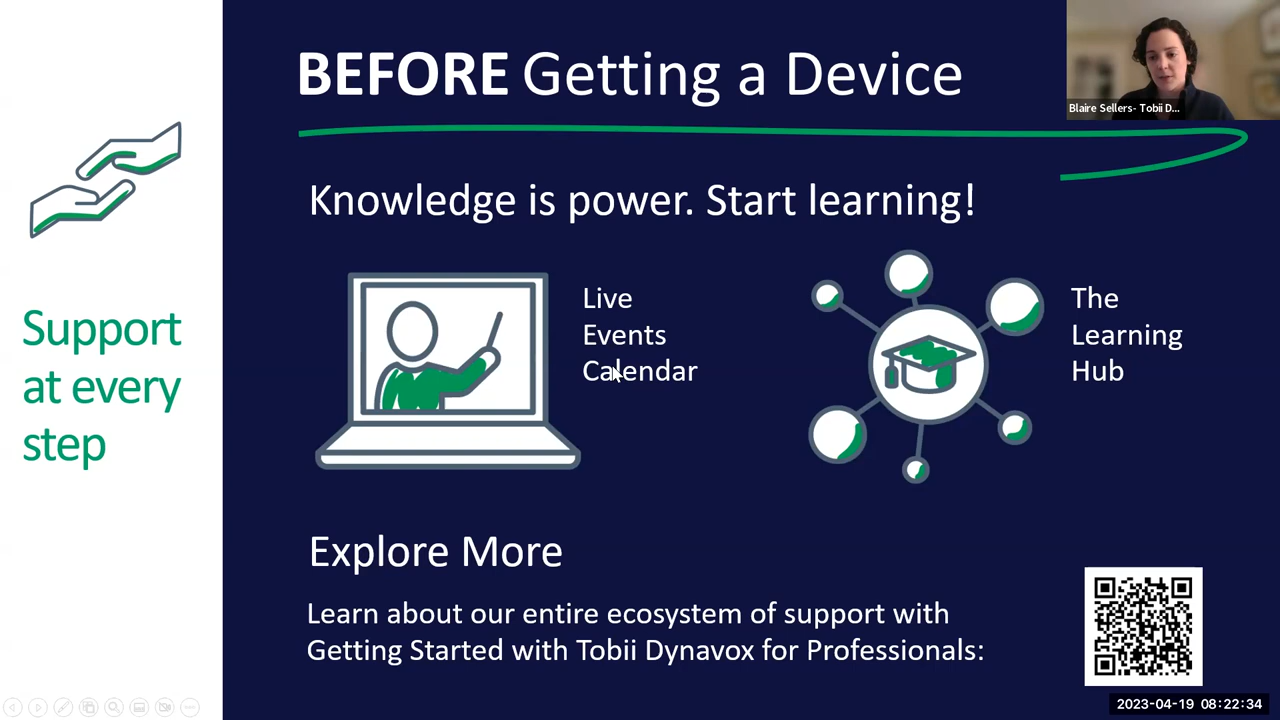 BEFORE Getting a Device
Blaire Sellers- Tobii D...
Knowledge is power. Start learning!
Support
at every
step
Live
Events
Calendar
The
Learning
Hub
Explore More
Learn about our entire ecosystem of support with
Getting Started with Tobii Dynavox for Professionals:
2023-04-19 08:22:34